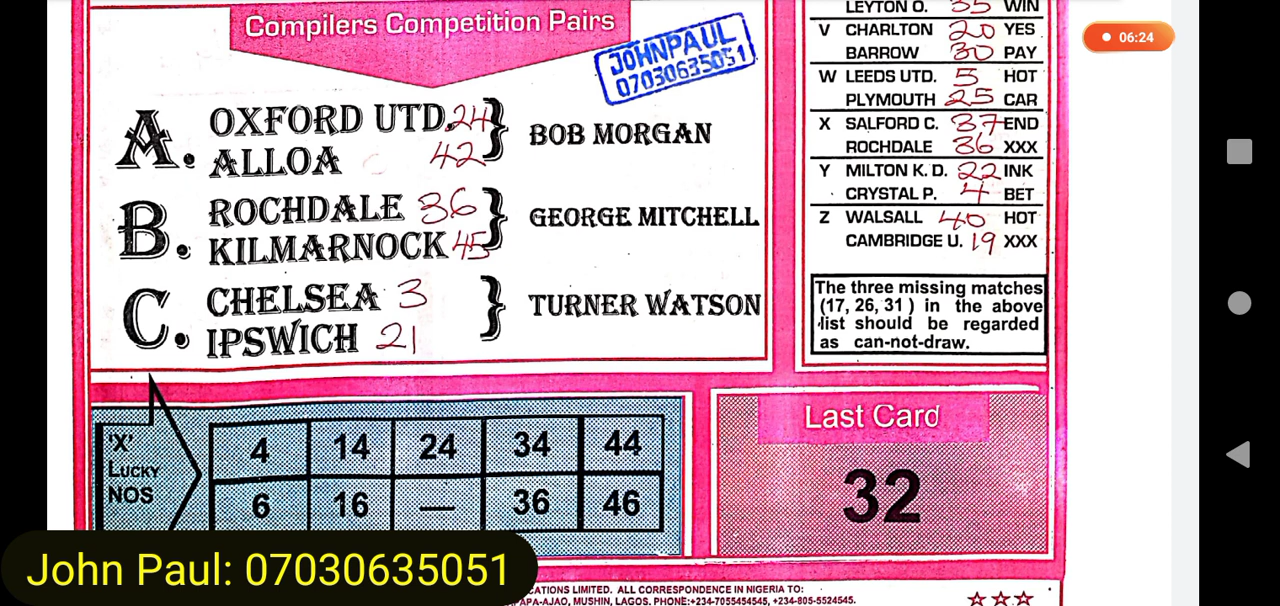 Compilers Competition Pairs
JOHNPAUL
07030635051
A. OXFORD UTD. 24
ALLOA 42
BOB MORGAN
B. ROCHDALE 36
KILMARNOCK 45
GEORGE MITCHELL
C. CHELSEA 3
IPSWICH 21
TURNER WATSON
LEYTON O. 35 WIN
V CHARLTON 20 YES
BARROW 30 PAY
W LEEDS UTD. 5 HOT
PLYMOUTH 25 CAR
X SALFORD C. 37 END
ROCHDALE 36 XXX
Y MILTON K. D. 22 INK
CRYSTAL P. 4 BET
Z WALSALL 40 HOT
CAMBRIDGE U. 19 XXX
The three missing matches
(17, 26, 31 ) in the above
list should be regarded
as can-not-draw.
06:24
'X'
LUCKY
NOS
4 14 24 34 44
6 16 — 36 46
Last Card
32
John Paul: 07030635051
CATIONS LIMITED. ALL CORRESPONDENCE IN NIGERIA TO:
PAPA-AJAO, MUSHIN, LAGOS. PHONE:+234-7055454545, +234-805-5524545.